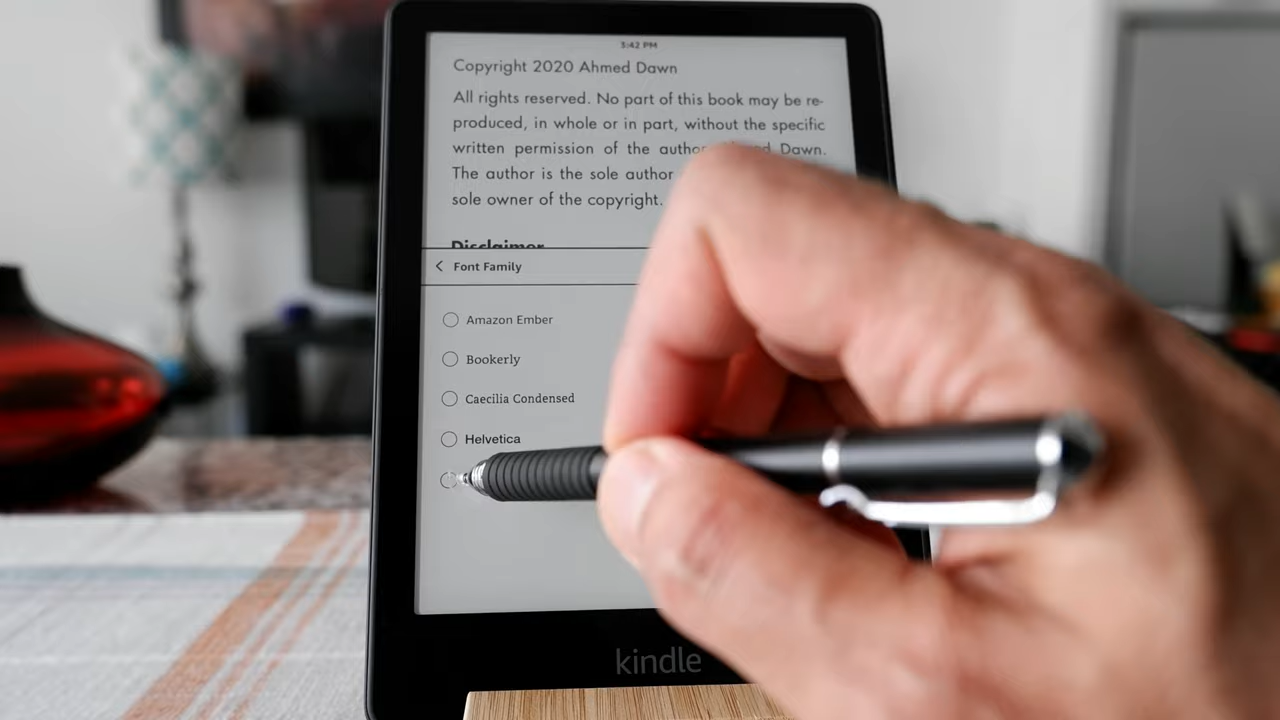 3:42 PM
Copyright 2020 Ahmed Dawn
All rights reserved. No part of this book may be re-
produced, in whole or in part, without the specific
written permission of the author Dawn.
The author is the sole author
sole owner of the copyright.
Disclaimer
Font Family
Amazon Ember
Bookerly
Caecilia Condensed
Helvetica
kindle